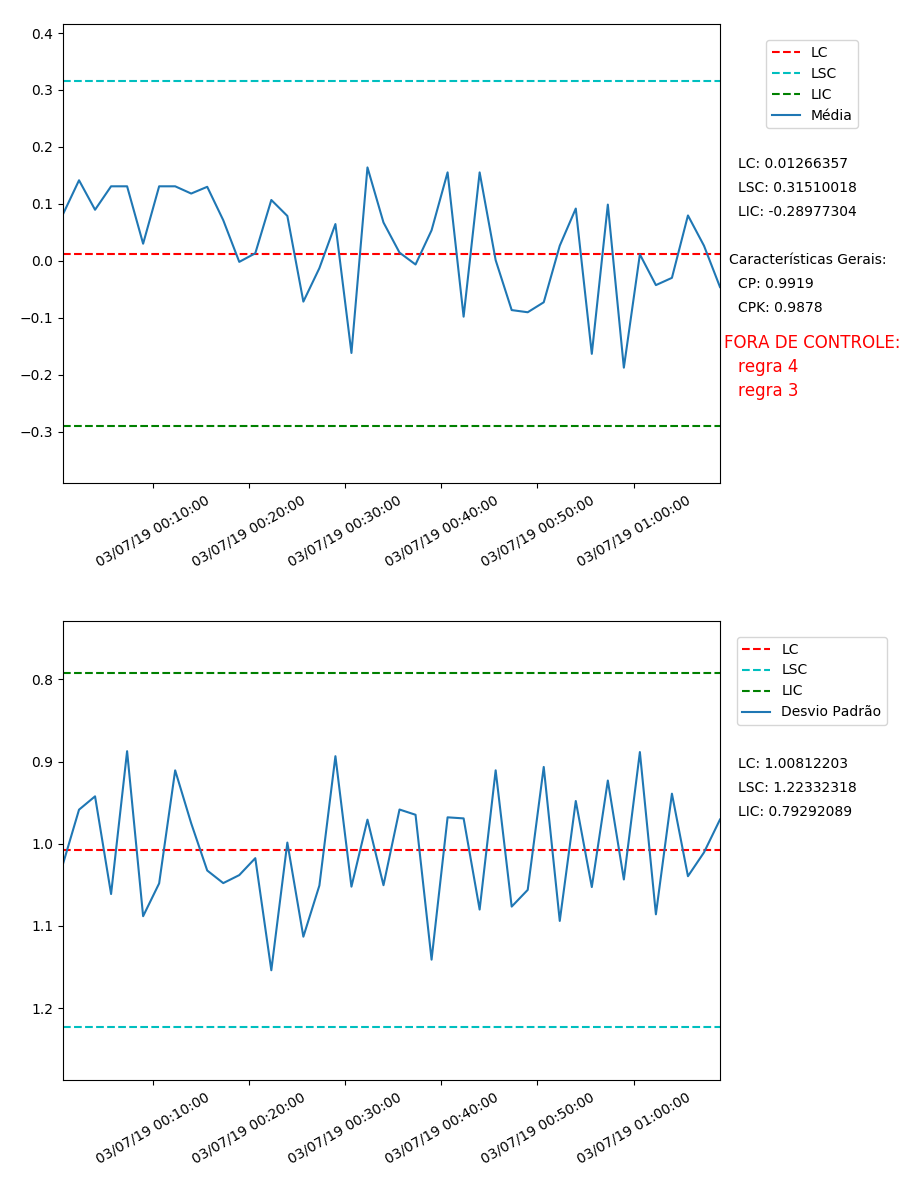 0.4
0.3
0.2
0.1
0.0
−0.1
−0.2
−0.3
03/07/19 00:10:00
03/07/19 00:20:00
03/07/19 00:30:00
03/07/19 00:40:00
03/07/19 00:50:00
03/07/19 01:00:00
LC
LSC
LIC
Média
LC: 0.01266357
LSC: 0.31510018
LIC: -0.28977304
Características Gerais:
CP: 0.9919
CPK: 0.9878
FORA DE CONTROLE:
regra 4
regra 3
0.8
0.9
1.0
1.1
1.2
03/07/19 00:10:00
03/07/19 00:20:00
03/07/19 00:30:00
03/07/19 00:40:00
03/07/19 00:50:00
03/07/19 01:00:00
LC
LSC
LIC
Desvio Padrão
LC: 1.00812203
LSC: 1.22332318
LIC: 0.79292089